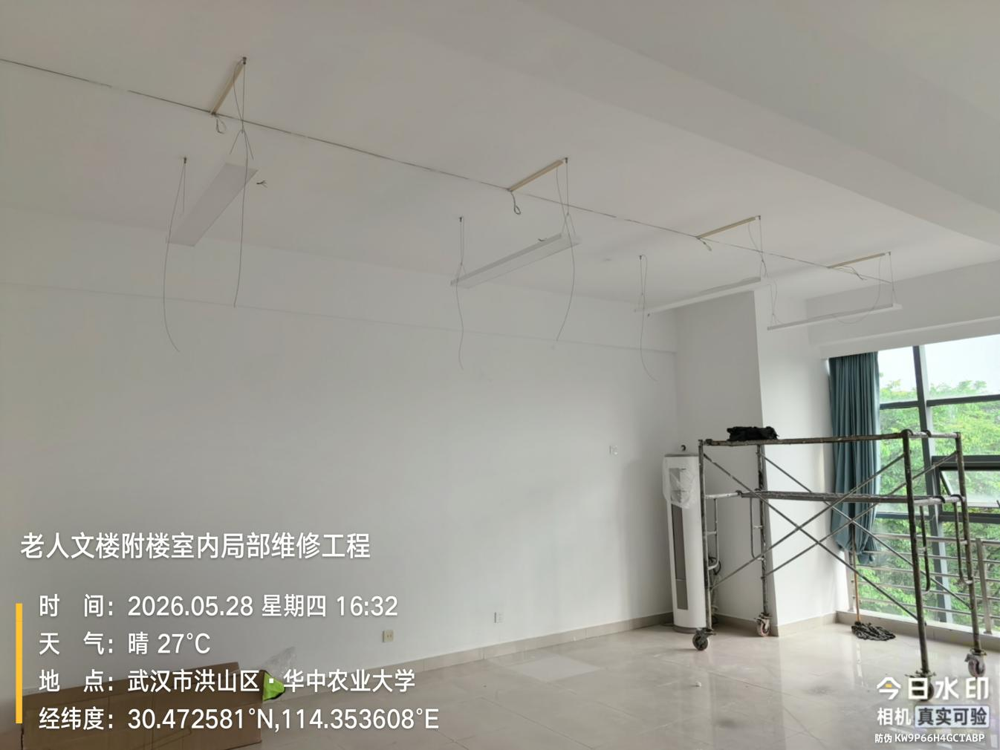 老人文楼附楼室内局部维修工程
时 间：2026.05.28 星期四 16:32
天 气：晴 27°C
地 点：武汉市洪山区·华中农业大学
经纬度：30.472581°N,114.353608°E
今日水印
相机 真实可验
防伪 KW9P66H4GCTABP